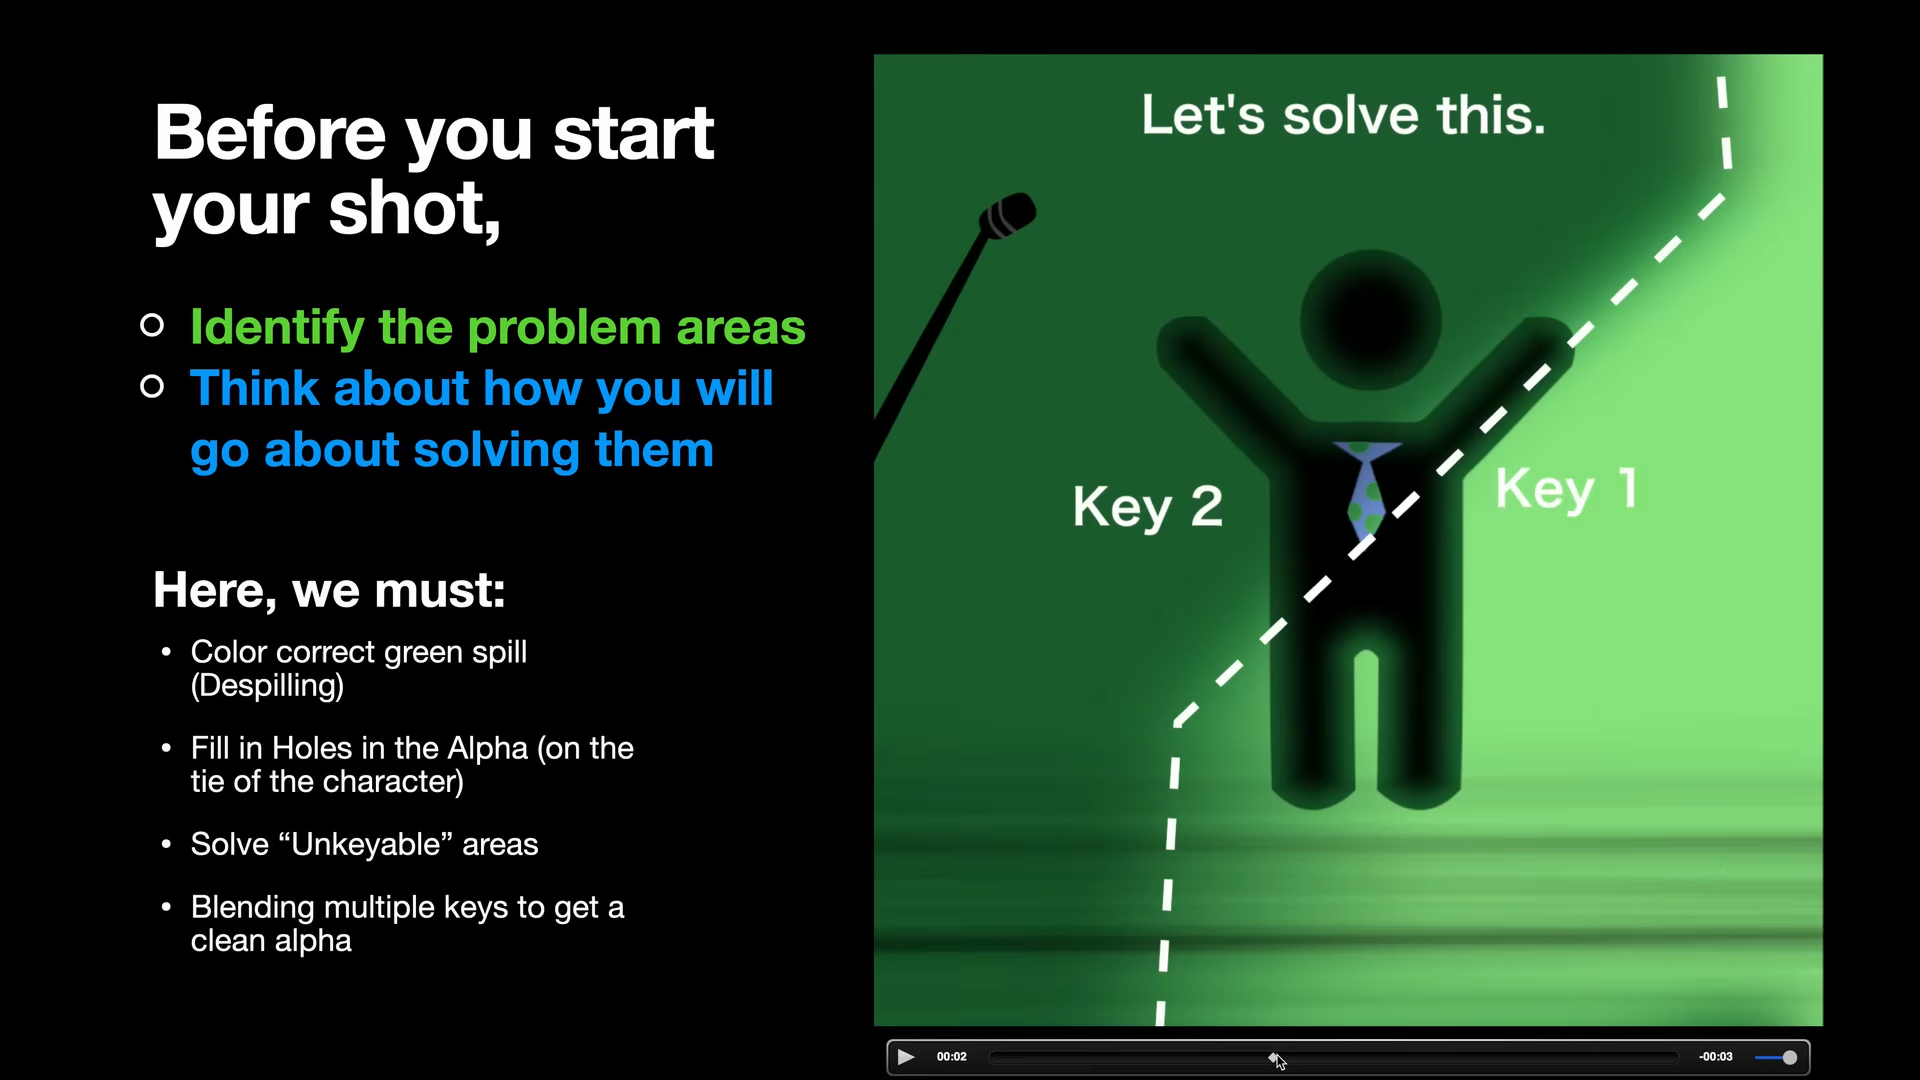 Before you start
your shot,
Identify the problem areas
Think about how you will
go about solving them
Here, we must:
• Color correct green spill
(Despilling)
• Fill in Holes in the Alpha (on the
tie of the character)
• Solve “Unkeyable” areas
• Blending multiple keys to get a
clean alpha
Let's solve this.
Key 2
Key 1
00:02
-00:03